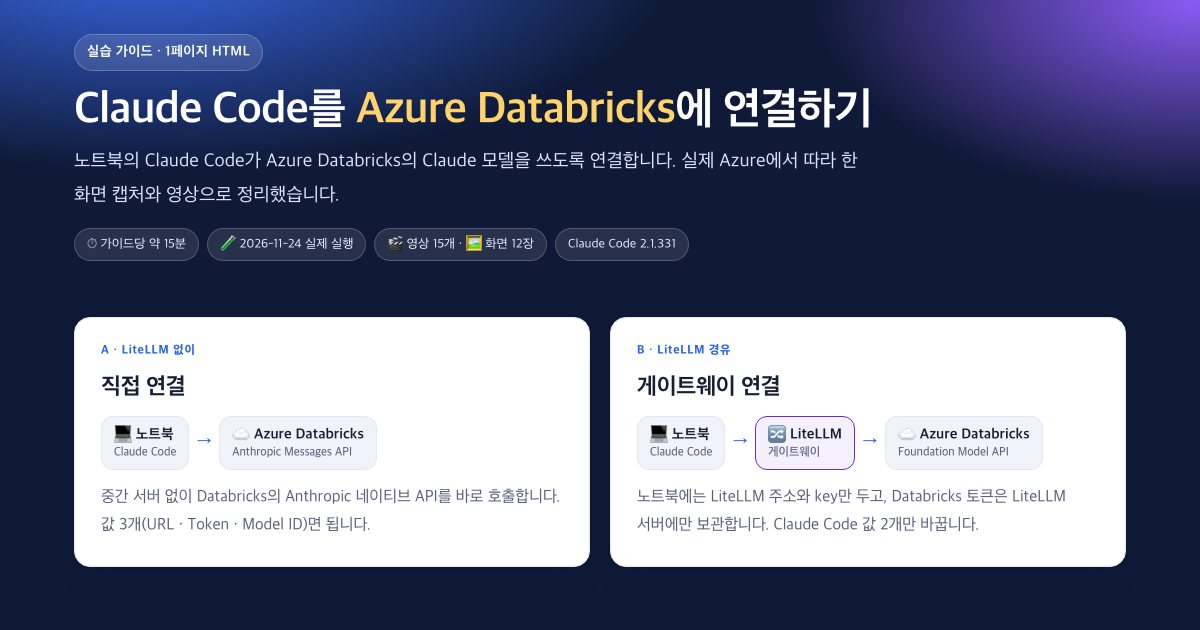 실습 가이드 · 1페이지 HTML
Claude Code를 Azure Databricks에 연결하기
노트북의 Claude Code가 Azure Databricks의 Claude 모델을 쓰도록 연결합니다. 실제 Azure에서 따라 한
화면 캡처와 영상으로 정리했습니다.
⏱ 가이드당 약 15분
🧪 2026-11-24 실제 실행
🎬 영상 15개 · 🖼️ 화면 12장
Claude Code 2.1.331
A · LiteLLM 없이
직접 연결
💻 노트북
Claude Code
→
☁️ Azure Databricks
Anthropic Messages API
중간 서버 없이 Databricks의 Anthropic 네이티브 API를 바로 호출합니다.
값 3개(URL · Token · Model ID)면 됩니다.
B · LiteLLM 경유
게이트웨이 연결
💻 노트북
Claude Code
→
🔀 LiteLLM
게이트웨이
→
☁️ Azure Databricks
Foundation Model API
노트북에는 LiteLLM 주소와 key만 두고, Databricks 토큰은 LiteLLM
서버에만 보관합니다. Claude Code 값 2개만 바꿉니다.